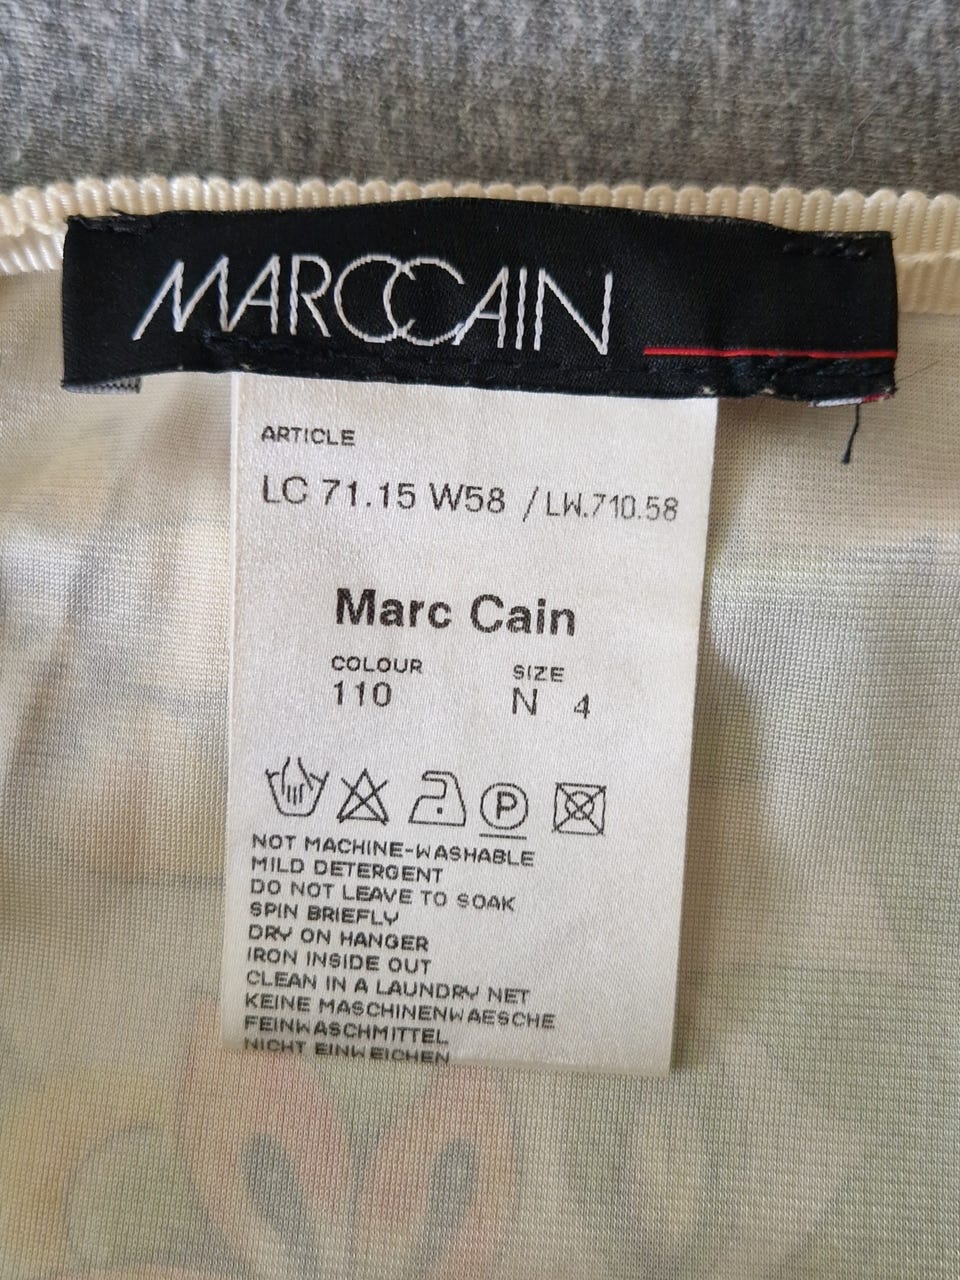 MARCCAIN
ARTICLE
LC 71.15 W58 / LW.710.58
Marc Cain
COLOUR SIZE
110 N 4
P
NOT MACHINE-WASHABLE
MILD DETERGENT
DO NOT LEAVE TO SOAK
SPIN BRIEFLY
DRY ON HANGER
IRON INSIDE OUT
CLEAN IN A LAUNDRY NET
KEINE MASCHINENWAESCHE
FEINWASCHMITTEL
NICHT EINWEICHEN